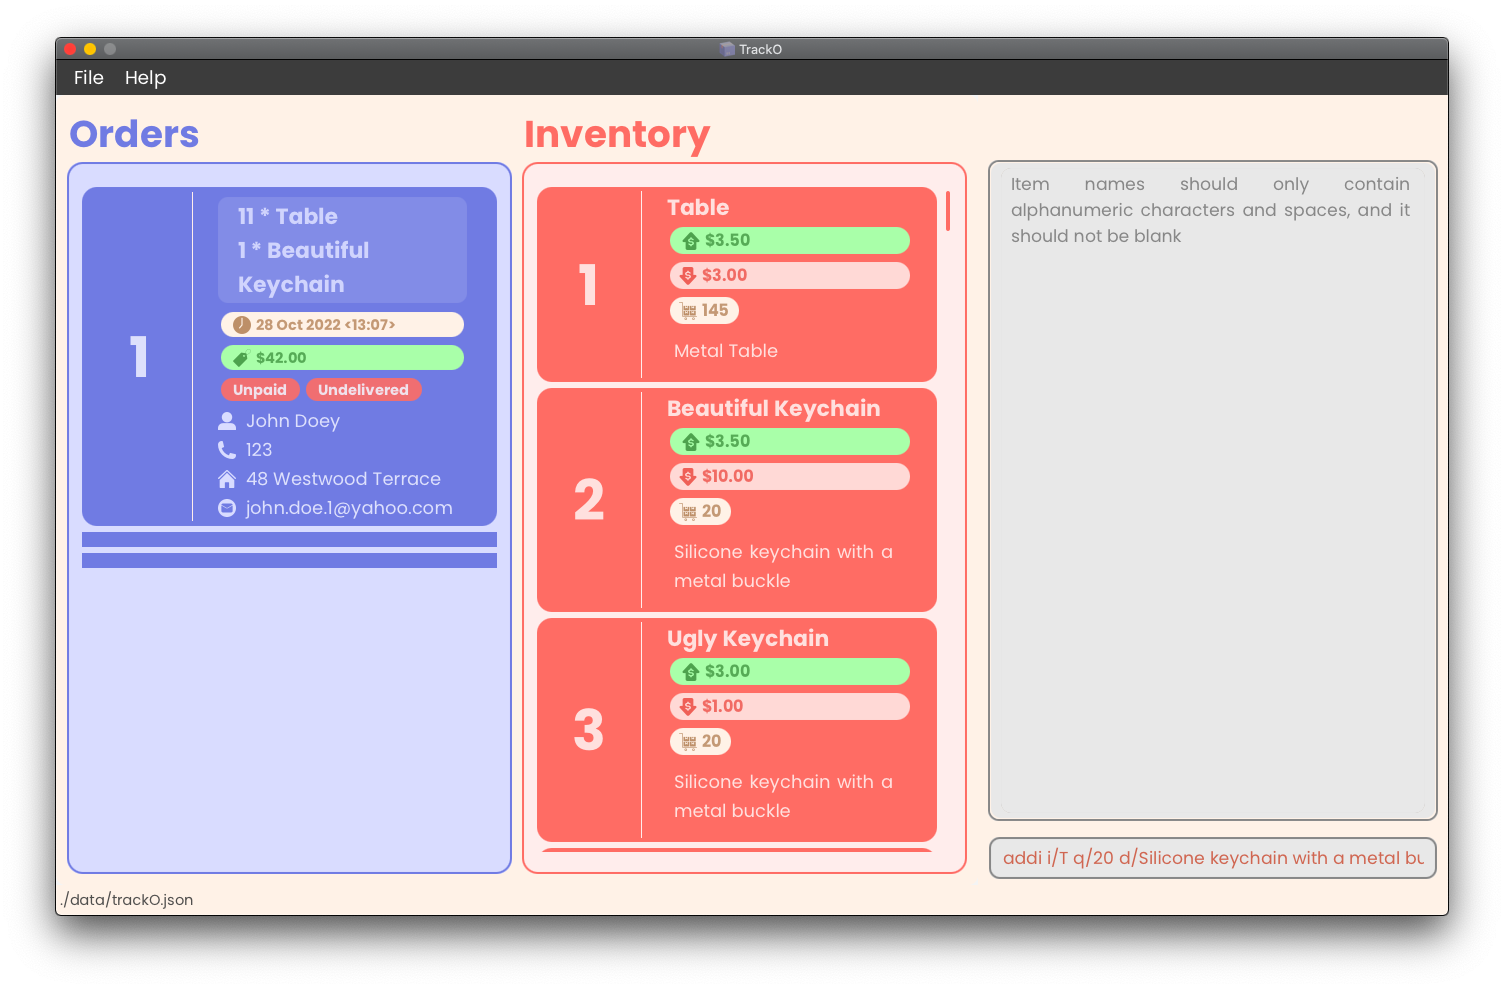 TrackO
File Help
Orders
11 * Table
1 * Beautiful
Keychain
1
28 Oct 2022 <13:07>
$42.00
Unpaid Undelivered
John Doey
123
48 Westwood Terrace
john.doe.1@yahoo.com
Inventory
1
Table
$3.50
$3.00
145
Metal Table
2
Beautiful Keychain
$3.50
$10.00
20
Silicone keychain with a
metal buckle
3
Ugly Keychain
$3.00
$1.00
20
Silicone keychain with a
metal buckle
Item names should only contain
alphanumeric characters and spaces, and it
should not be blank
addi i/T q/20 d/Silicone keychain with a metal
./data/trackO.json